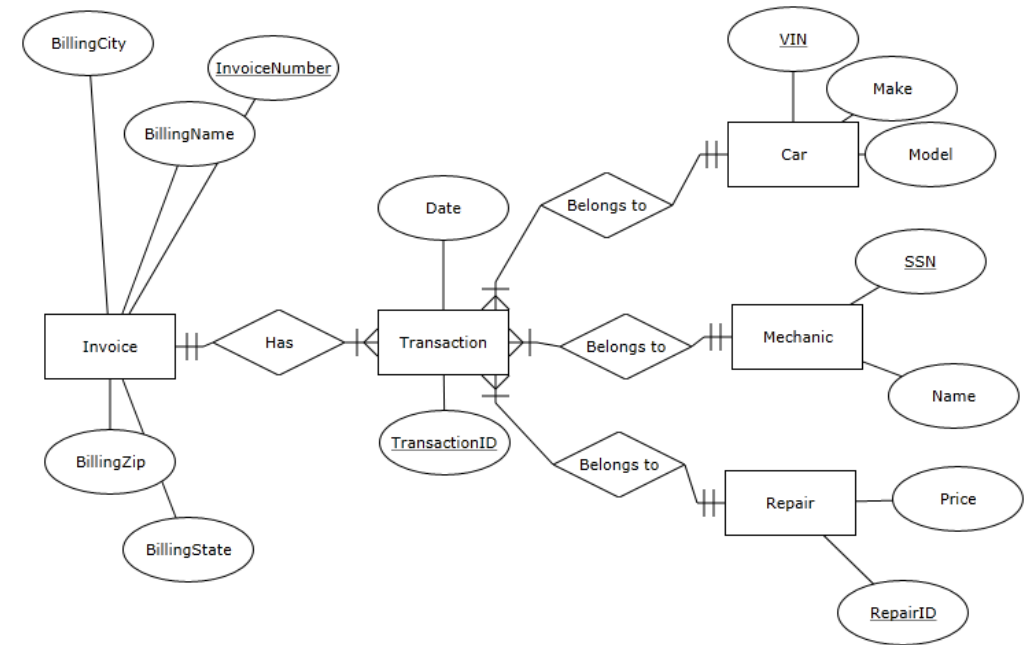 BillingCity
InvoiceNumber
BillingName
VIN
Make
Car
Model
Belongs to
Date
SSN
Invoice
Has
Transaction
Belongs to
Mechanic
Name
TransactionID
BillingZip
Belongs to
Repair
Price
BillingState
RepairID